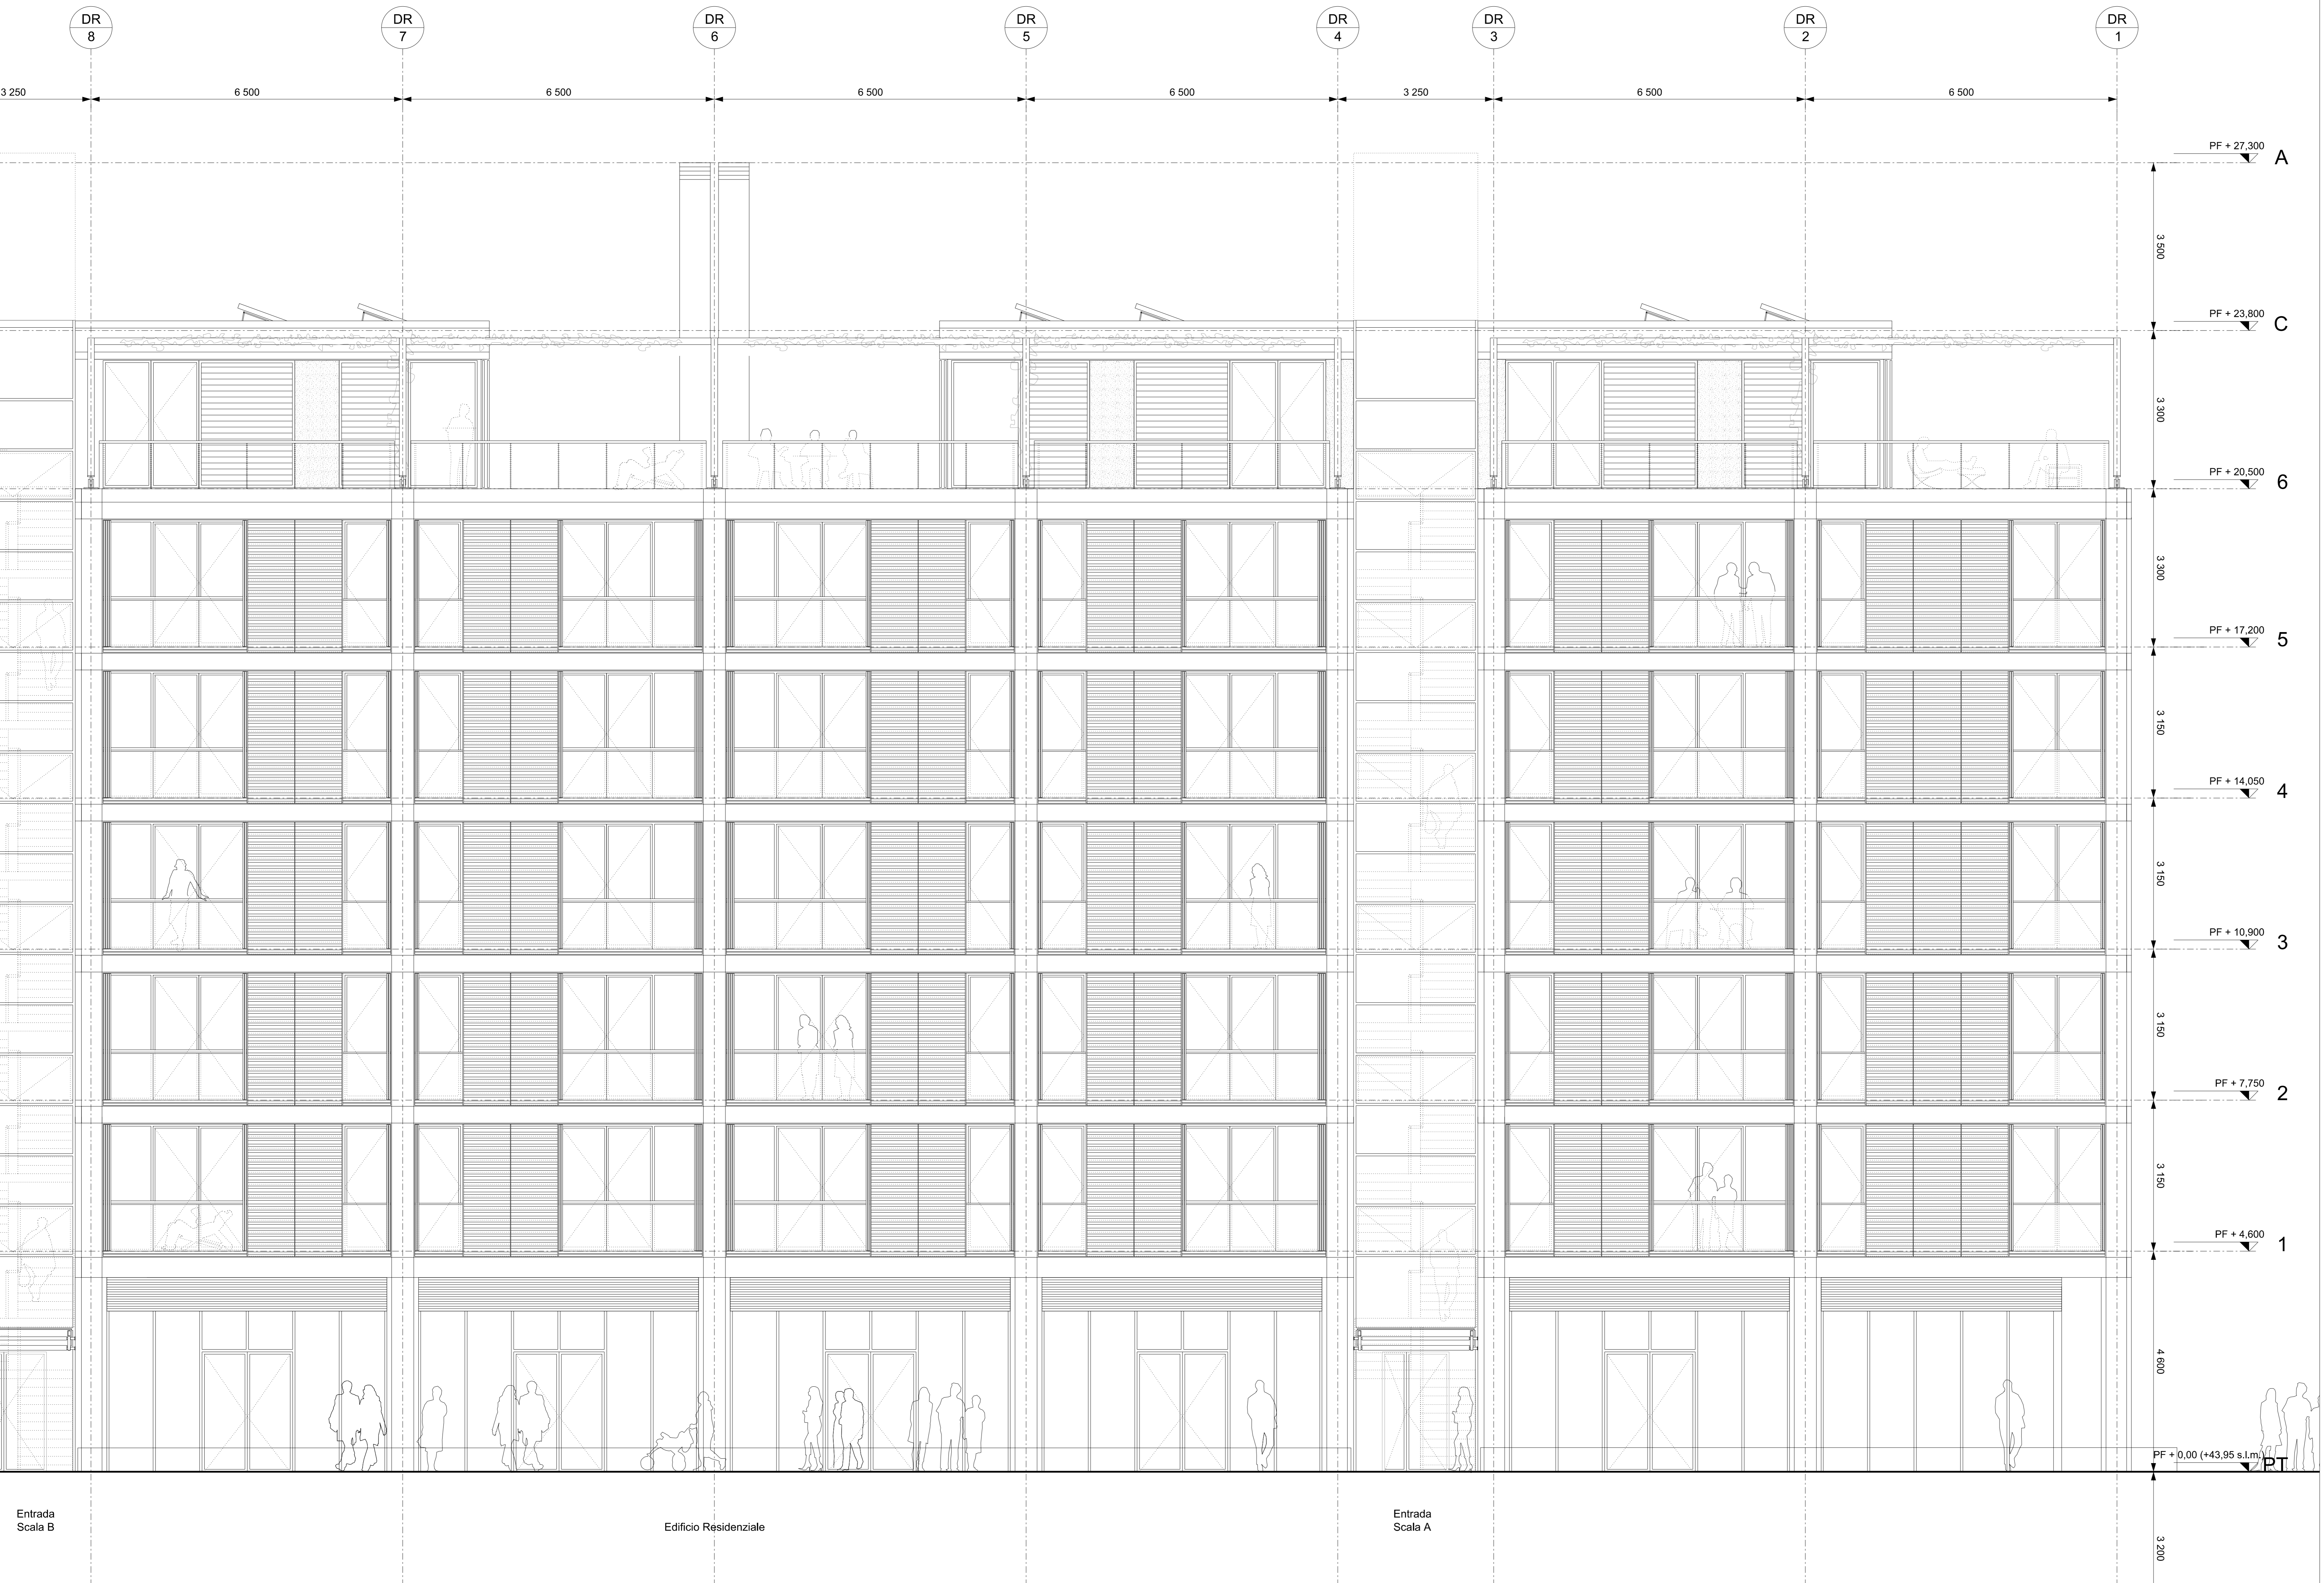 DR
8
DR
7
DR
6
DR
5
DR
4
DR
3
DR
2
DR
1
3 250
6 500
6 500
6 500
6 500
3 250
6 500
6 500
PF + 27,300
A
3 500
PF + 23,800
C
3 300
PF + 20,500
6
3 300
PF + 17,200
5
3 150
PF + 14,050
4
3 150
PF + 10,900
3
3 150
PF + 7,750
2
3 150
PF + 4,600
1
4 600
PF + 0,00 (+43,95 s.l.m.)
PT
3 200
Entrada
Scala B
Edificio Residenziale
Entrada
Scala A